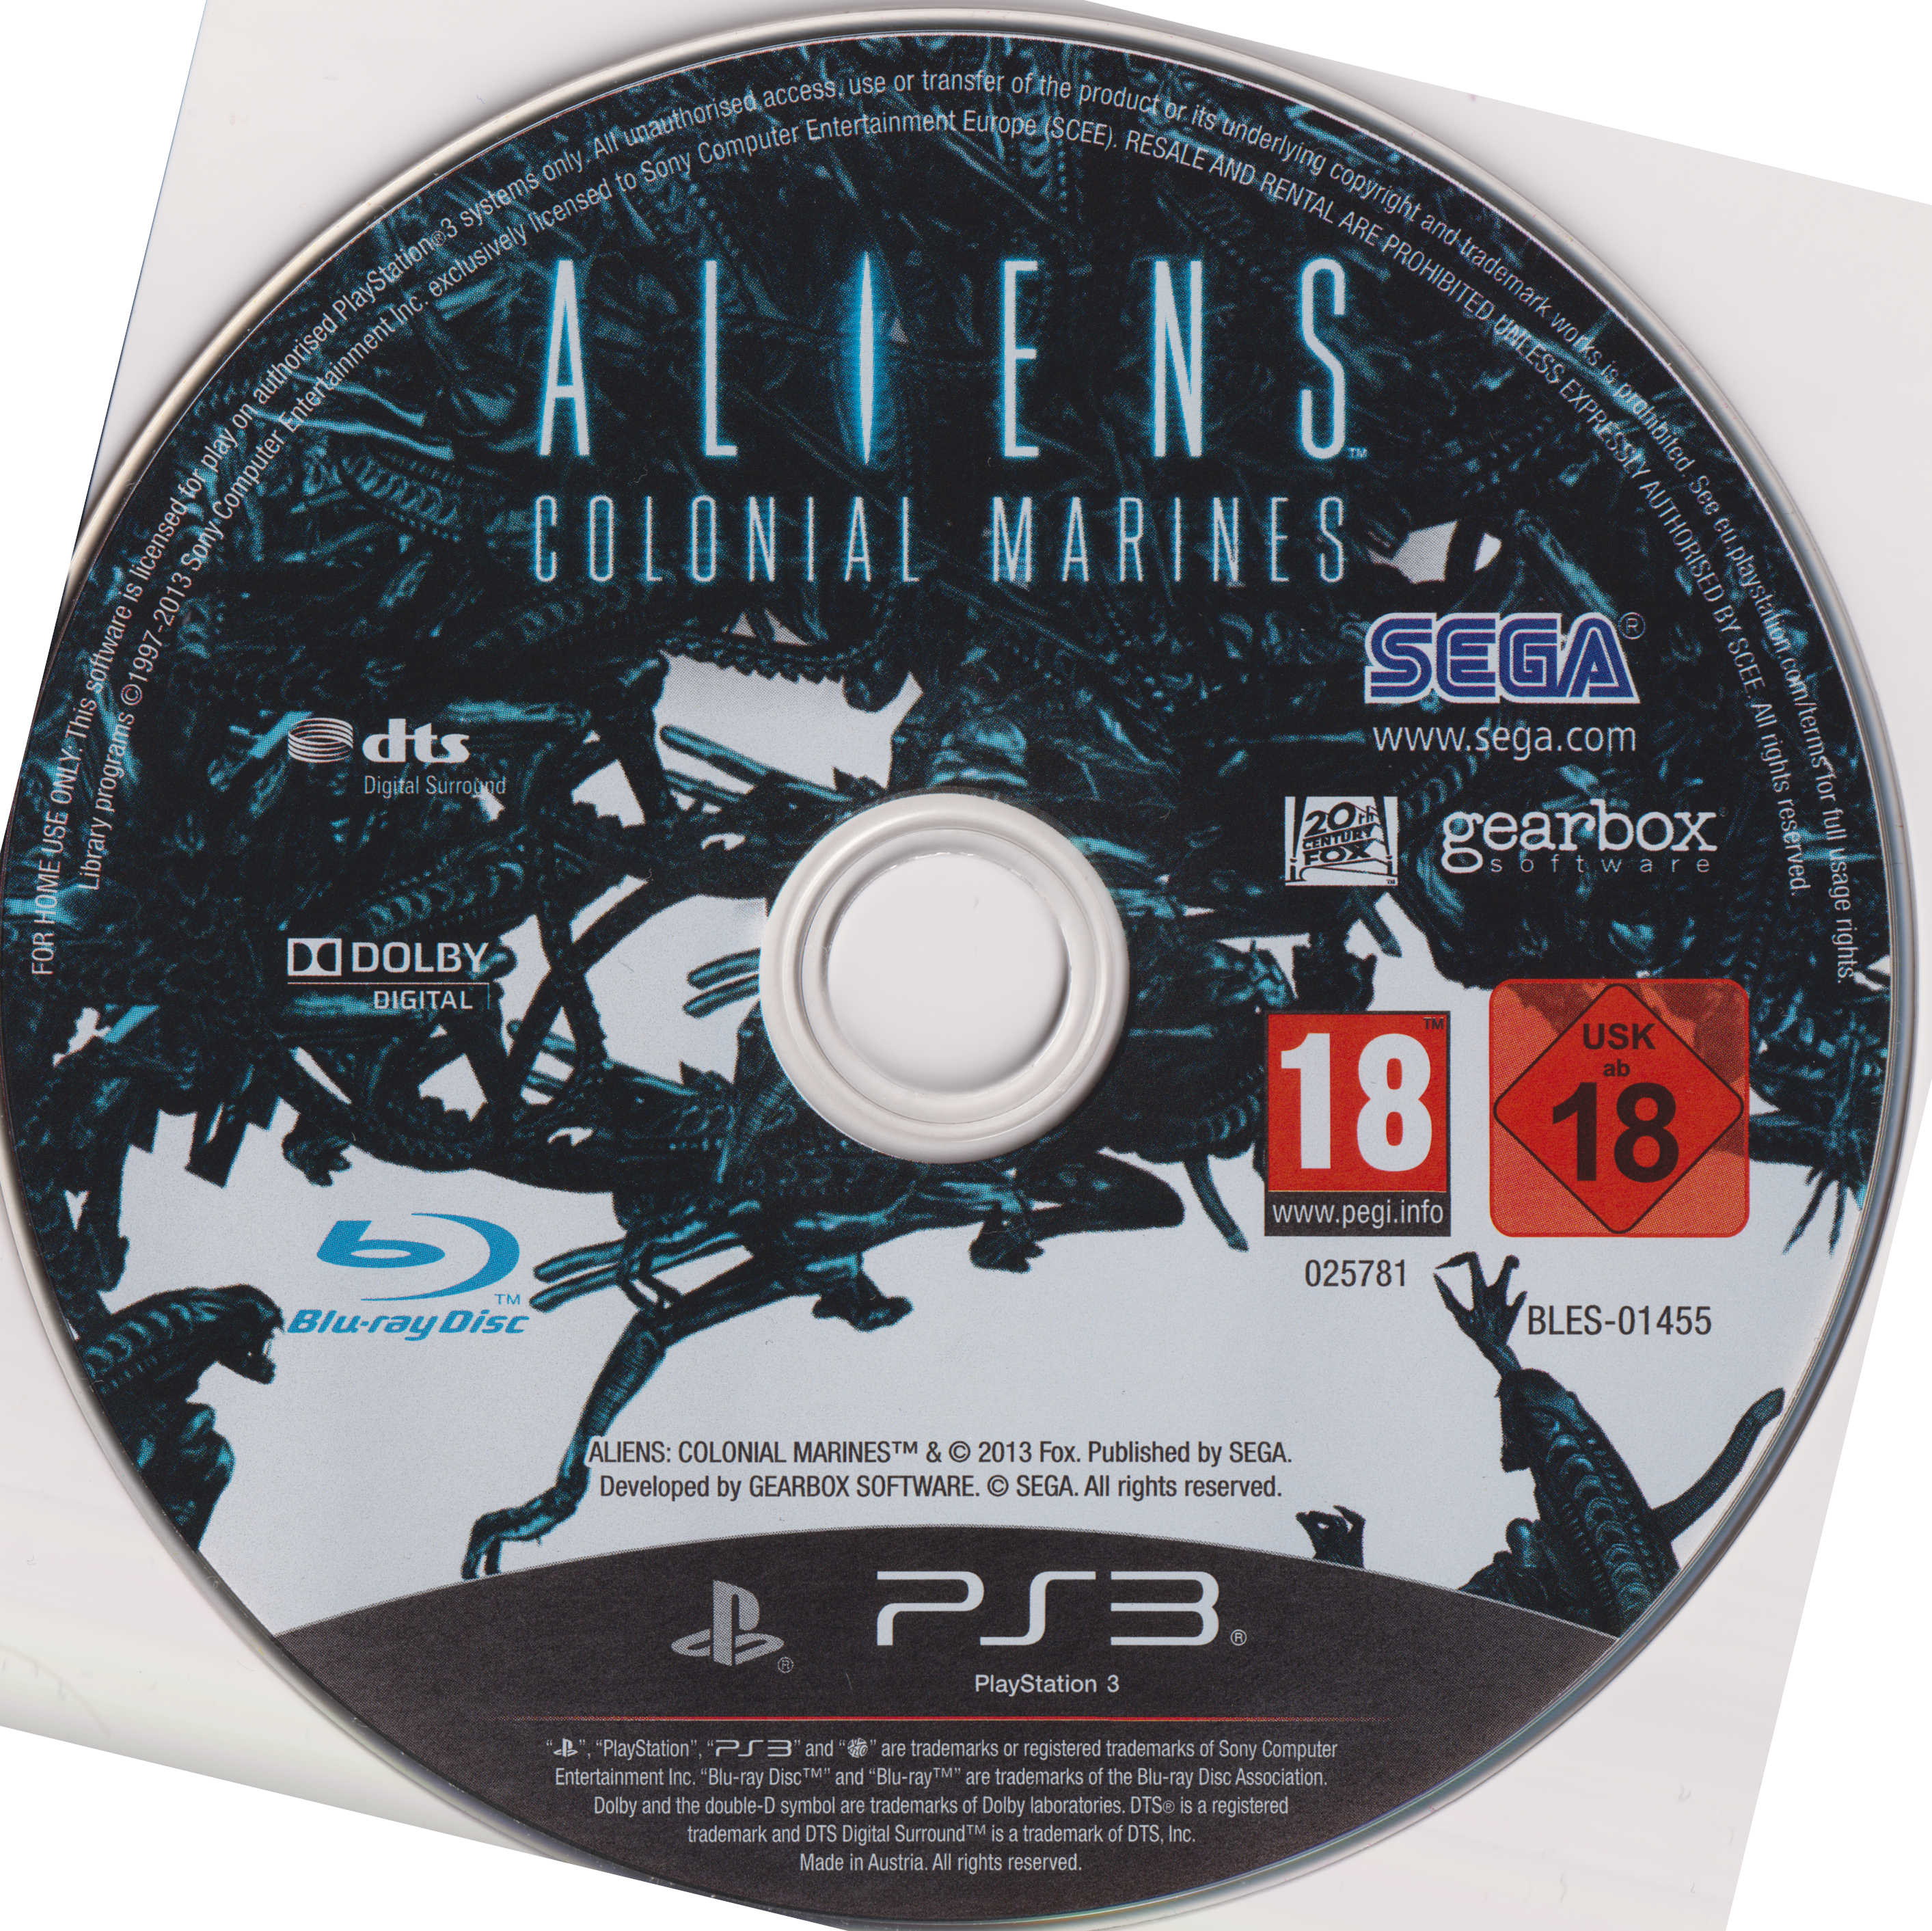 FOR HOME USE ONLY. This software is licensed for play on authorised PlayStation®3 systems only. All unauthorised access, use or transfer of the product or its underlying copyright and trademark works is prohibited. See eu.playstation.com/terms for full usage rights.
Library programs ©1997-2013 Sony Computer Entertainment Inc. exclusively licensed to Sony Computer Entertainment Europe (SCEE). RESALE AND RENTAL ARE PROHIBITED UNLESS EXPRESSLY AUTHORISED BY SCEE. All rights reserved.
ALIENS™
COLONIAL MARINES
SEGA®
www.sega.com
dts
Digital Surround
20th
CENTURY
FOX
™
gearbox
software
DOLBY
DIGITAL
18™
www.pegi.info
USK
ab
18
025781
BLES-01455
Blu-ray Disc™
ALIENS: COLONIAL MARINES™ & © 2013 Fox. Published by SEGA.
Developed by GEARBOX SOFTWARE. © SEGA. All rights reserved.
® PS3®
PlayStation 3
“ ”, “PlayStation”, “PS3” and “ ” are trademarks or registered trademarks of Sony Computer
Entertainment Inc. “Blu-ray Disc™” and “Blu-ray™” are trademarks of the Blu-ray Disc Association.
Dolby and the double-D symbol are trademarks of Dolby laboratories. DTS® is a registered
trademark and DTS Digital Surround™ is a trademark of DTS, Inc.
Made in Austria. All rights reserved.